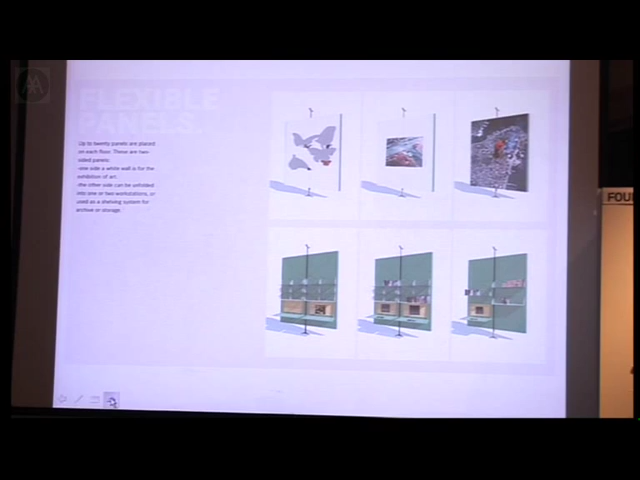 AA
FLEXIBLE
PANELS.
Up to twenty panels are placed
on each floor. These are two-
sided panels:
-one side a white wall is for the
exhibition of art.
-the other side can be unfolded
into one or two workstations, or
used as a shelving system for
archive or storage.
FOU